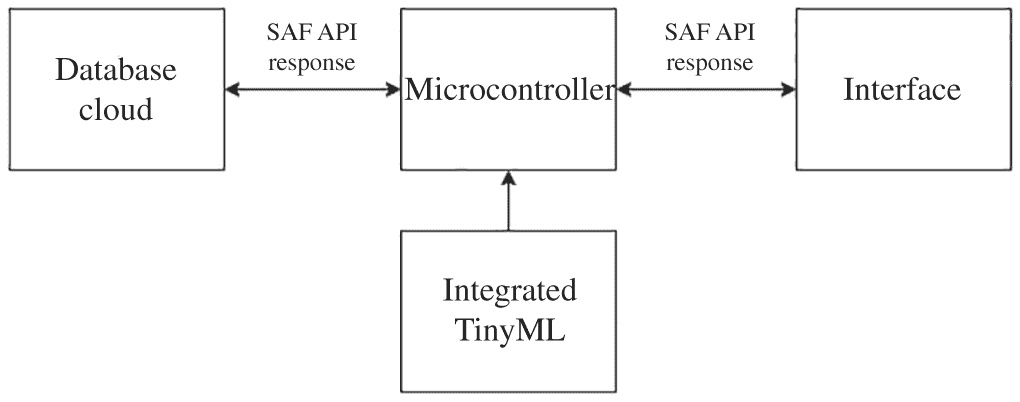 Database
cloud
SAF API
response
Microcontroller
SAF API
response
Interface
Integrated
TinyML